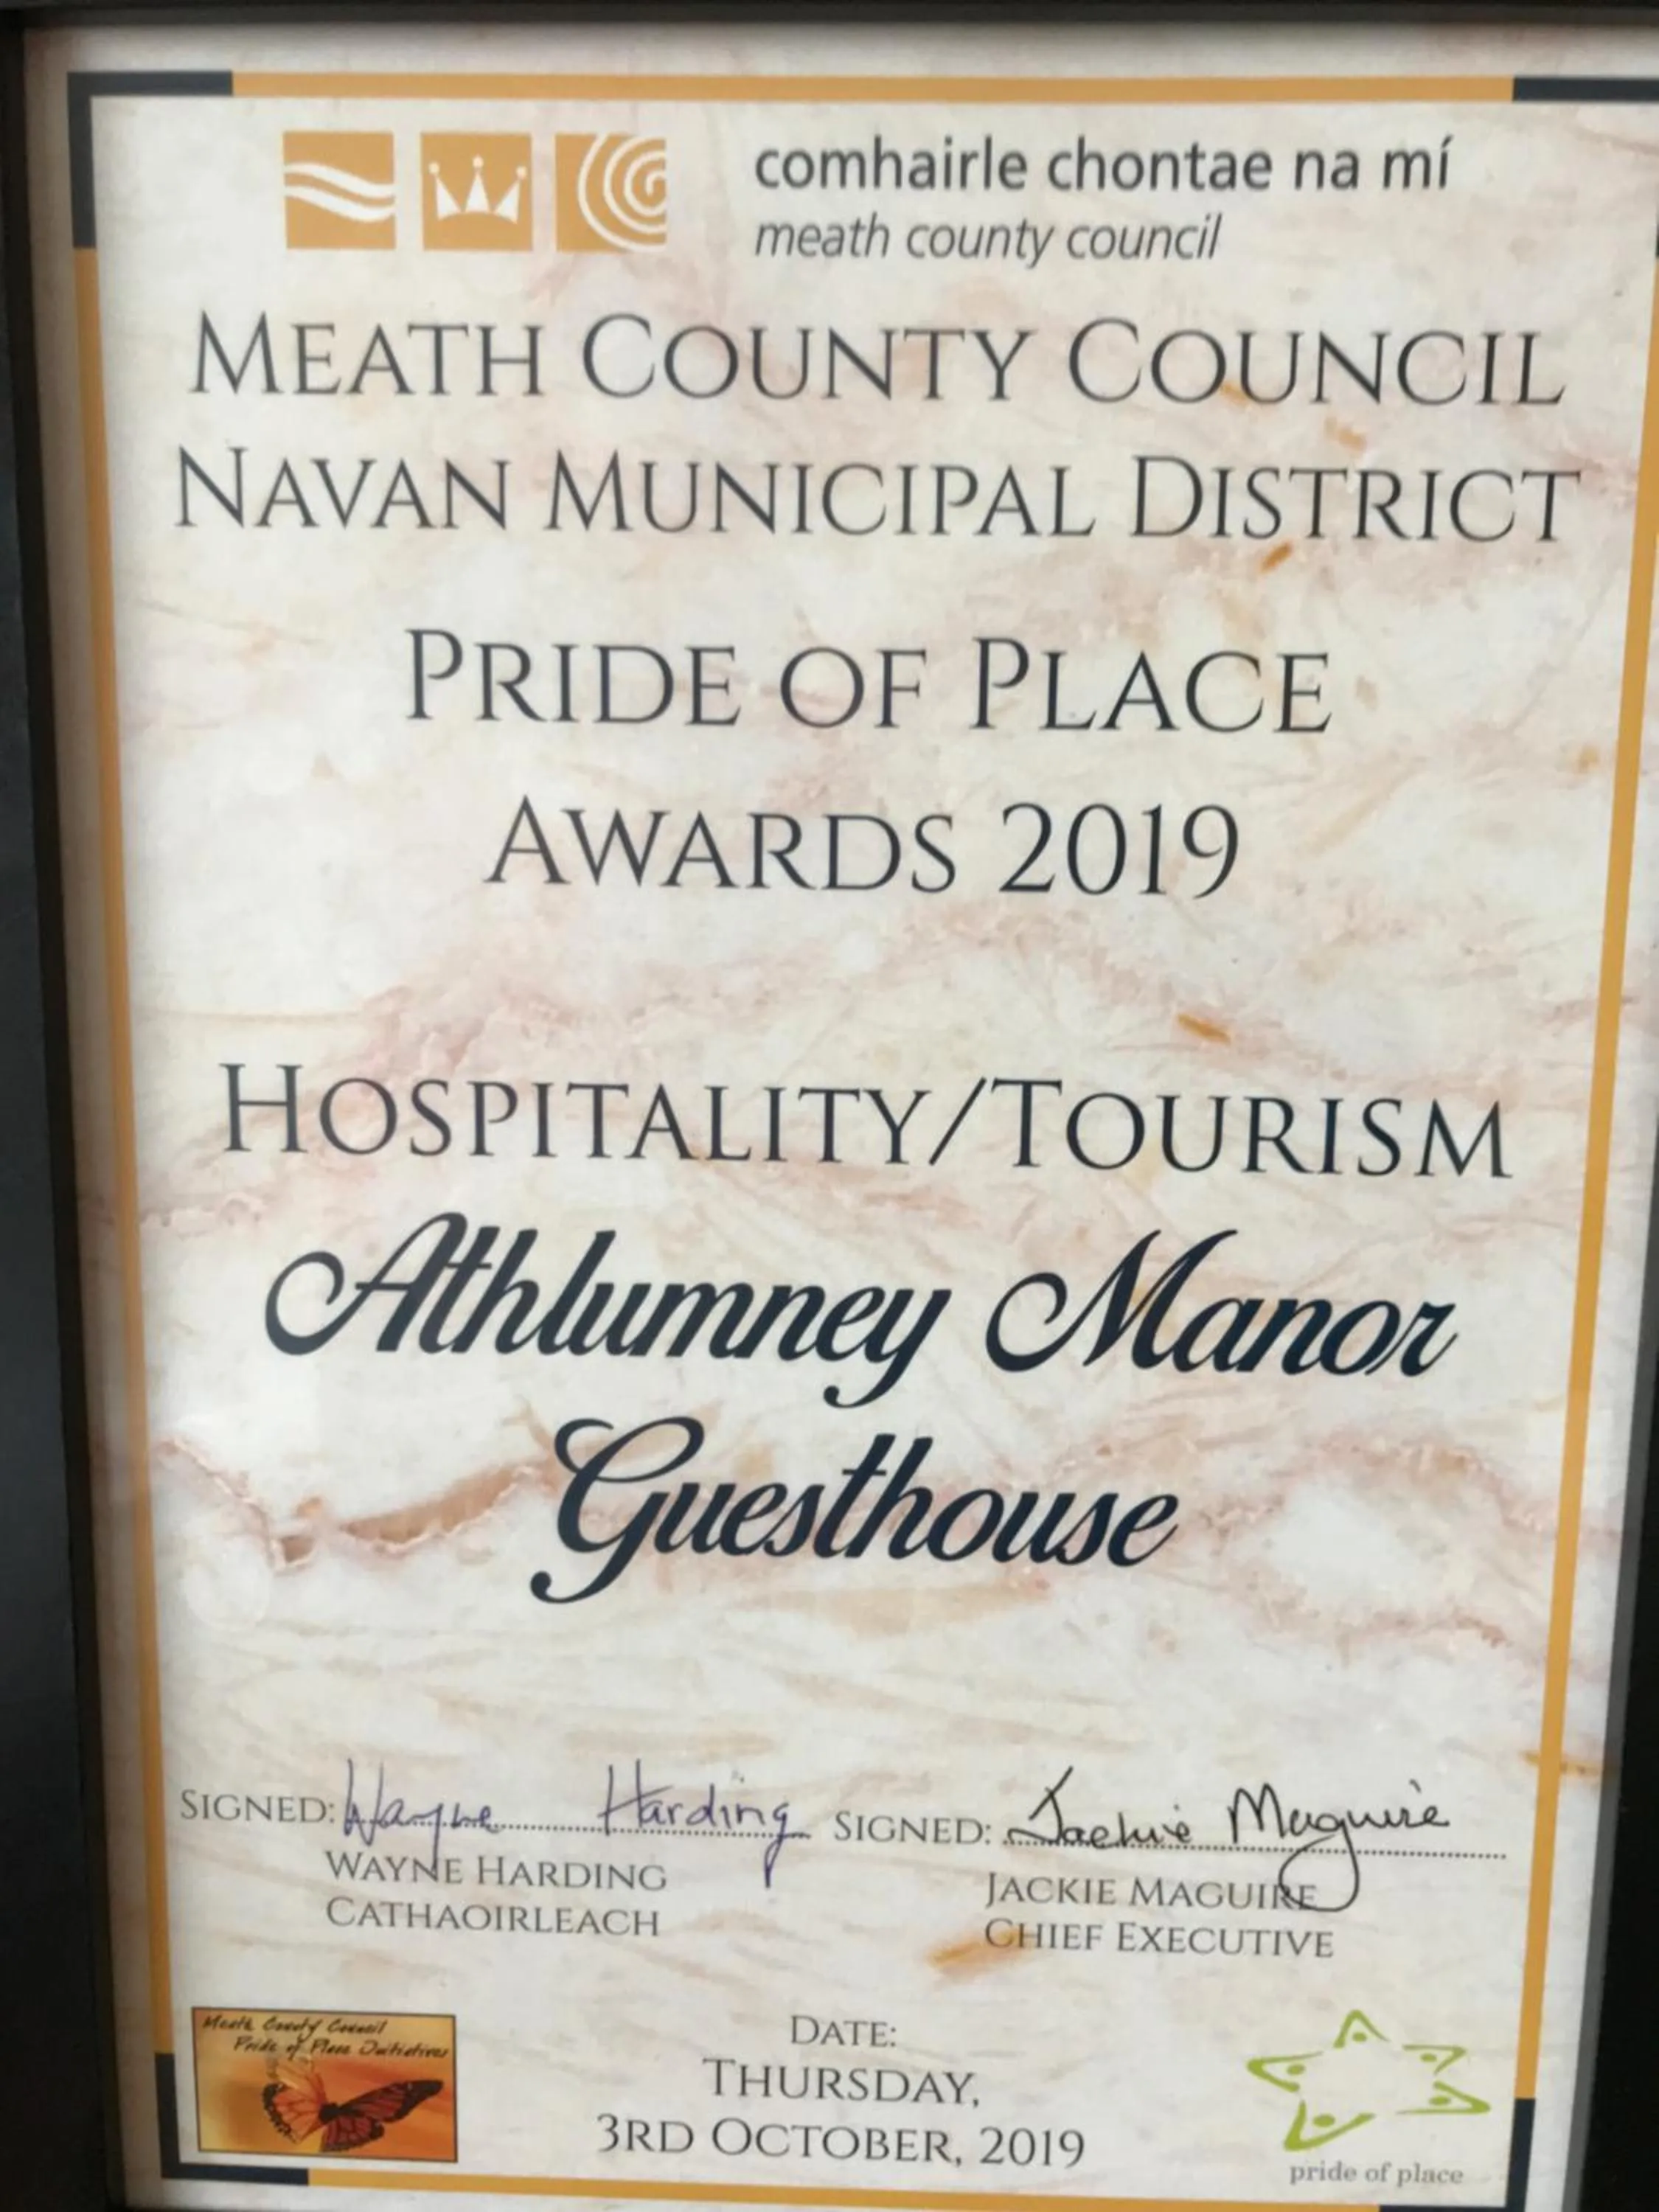 comhairle chontae na mí
meath county council
MEATH COUNTY COUNCIL
NAVAN MUNICIPAL DISTRICT
PRIDE OF PLACE
AWARDS 2019
HOSPITALITY/TOURISM
Athlumney Manor
Guesthouse
SIGNED: Wayne Harding SIGNED: Jackie Maguire
WAYNE HARDING
CATHAOIRLEACH
JACKIE MAGUIRE
CHIEF EXECUTIVE
Meath County Council
Pride of Place Initiatives
DATE:
THURSDAY,
3RD OCTOBER, 2019
pride of place